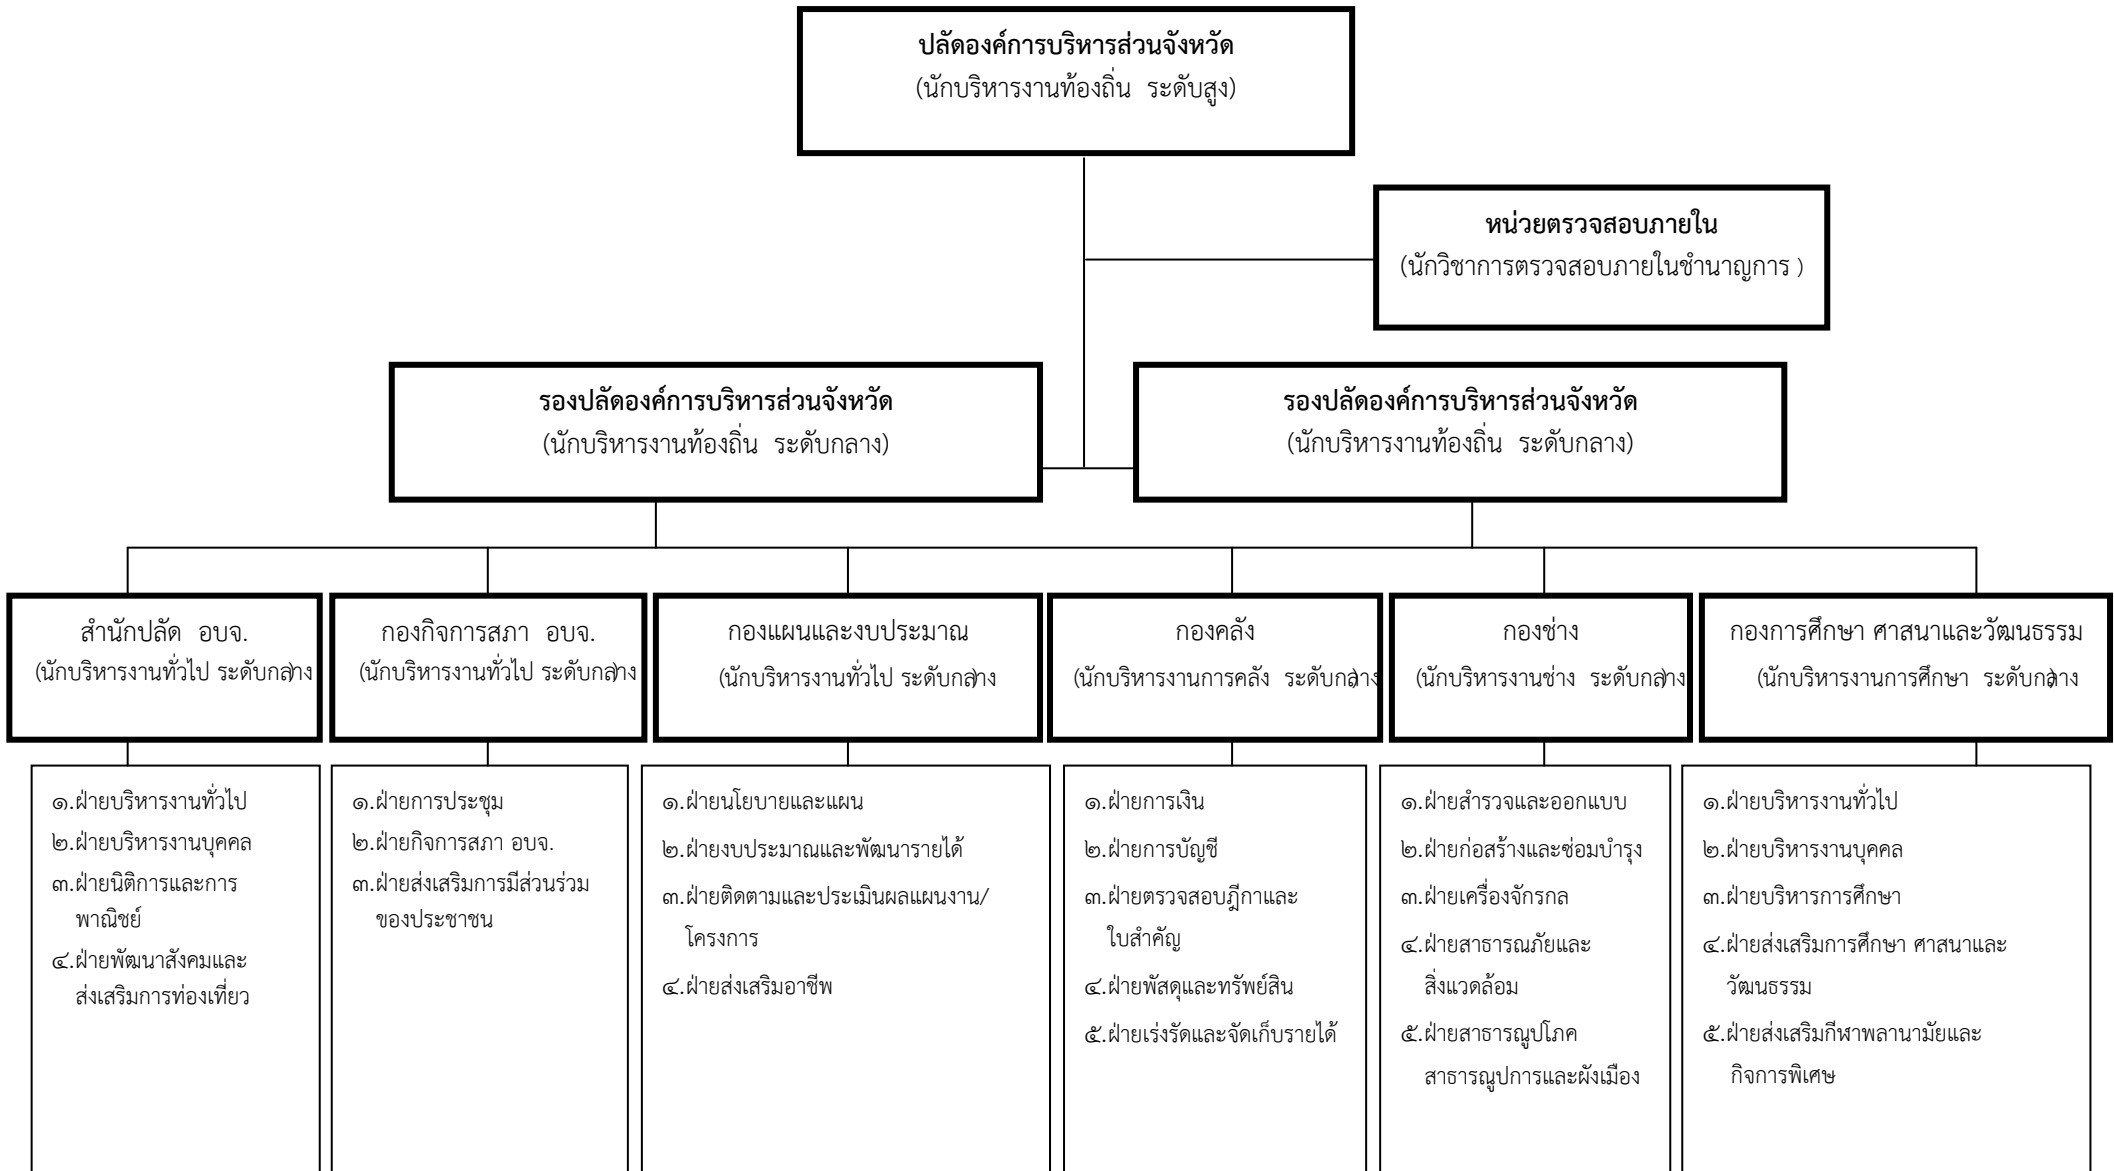 ปลัดองค์การบริหารส่วนจังหวัด
(นักบริหารงานท้องถิ่น ระดับสูง)
หน่วยตรวจสอบภายใน
(นักวิชาการตรวจสอบภายในชำนาญการ )
รองปลัดองค์การบริหารส่วนจังหวัด
(นักบริหารงานท้องถิ่น ระดับกลาง)
รองปลัดองค์การบริหารส่วนจังหวัด
(นักบริหารงานท้องถิ่น ระดับกลาง)
สำนักปลัด อบจ.
(นักบริหารงานทั่วไป ระดับกลาง)
กองกิจการสภา อบจ.
(นักบริหารงานทั่วไป ระดับกลาง)
กองแผนและงบประมาณ
(นักบริหารงานทั่วไป ระดับกลาง)
กองคลัง
(นักบริหารงานการคลัง ระดับกลาง)
กองช่าง
(นักบริหารงานช่าง ระดับกลาง)
กองการศึกษา ศาสนาและวัฒนธรรม
(นักบริหารงานการศึกษา ระดับกลาง)
๑.ฝ่ายบริหารงานทั่วไป
๒.ฝ่ายบริหารงานบุคคล
๓.ฝ่ายนิติการและการ
พาณิชย์
๔.ฝ่ายพัฒนาสังคมและ
ส่งเสริมการท่องเที่ยว
๑.ฝ่ายการประชุม
๒.ฝ่ายกิจการสภา อบจ.
๓.ฝ่ายส่งเสริมการมีส่วนร่วม
ของประชาชน
๑.ฝ่ายนโยบายและแผน
๒.ฝ่ายงบประมาณและพัฒนารายได้
๓.ฝ่ายติดตามและประเมินผลแผนงาน/
โครงการ
๔.ฝ่ายส่งเสริมอาชีพ
๑.ฝ่ายการเงิน
๒.ฝ่ายการบัญชี
๓.ฝ่ายตรวจสอบฎีกาและ
ใบสำคัญ
๔.ฝ่ายพัสดุและทรัพย์สิน
๕.ฝ่ายเร่งรัดและจัดเก็บรายได้
๑.ฝ่ายสำรวจและออกแบบ
๒.ฝ่ายก่อสร้างและซ่อมบำรุง
๓.ฝ่ายเครื่องจักรกล
๔.ฝ่ายสาธารณภัยและ
สิ่งแวดล้อม
๕.ฝ่ายสาธารณูปโภค
สาธารณูปการและผังเมือง
๑.ฝ่ายบริหารงานทั่วไป
๒.ฝ่ายบริหารงานบุคคล
๓.ฝ่ายบริหารการศึกษา
๔.ฝ่ายส่งเสริมการศึกษา ศาสนาและ
วัฒนธรรม
๕.ฝ่ายส่งเสริมกีฬาพลานามัยและ
กิจการพิเศษ